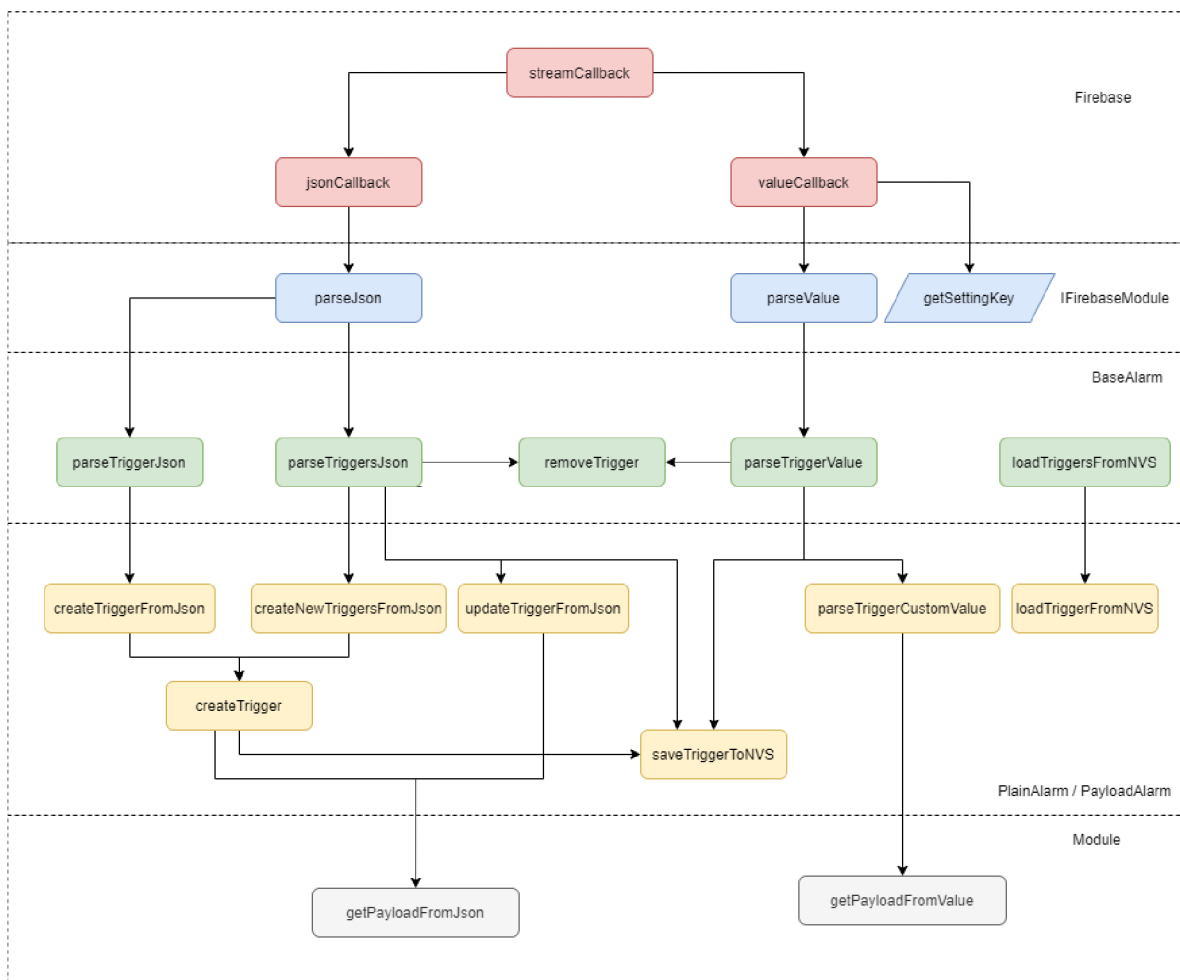 streamCallback
Firebase
jsonCallback
valueCallback
parseJson
parseValue
getSettingKey
IFirebaseModule
BaseAlarm
parseTriggerJson
parseTriggersJson
removeTrigger
parseTriggerValue
loadTriggersFromNVS
createTriggerFromJson
createNewTriggersFromJson
updateTriggerFromJson
parseTriggerCustomValue
loadTriggerFromNVS
createTrigger
saveTriggerToNVS
PlainAlarm / PayloadAlarm
Module
getPayloadFromJson
getPayloadFromValue